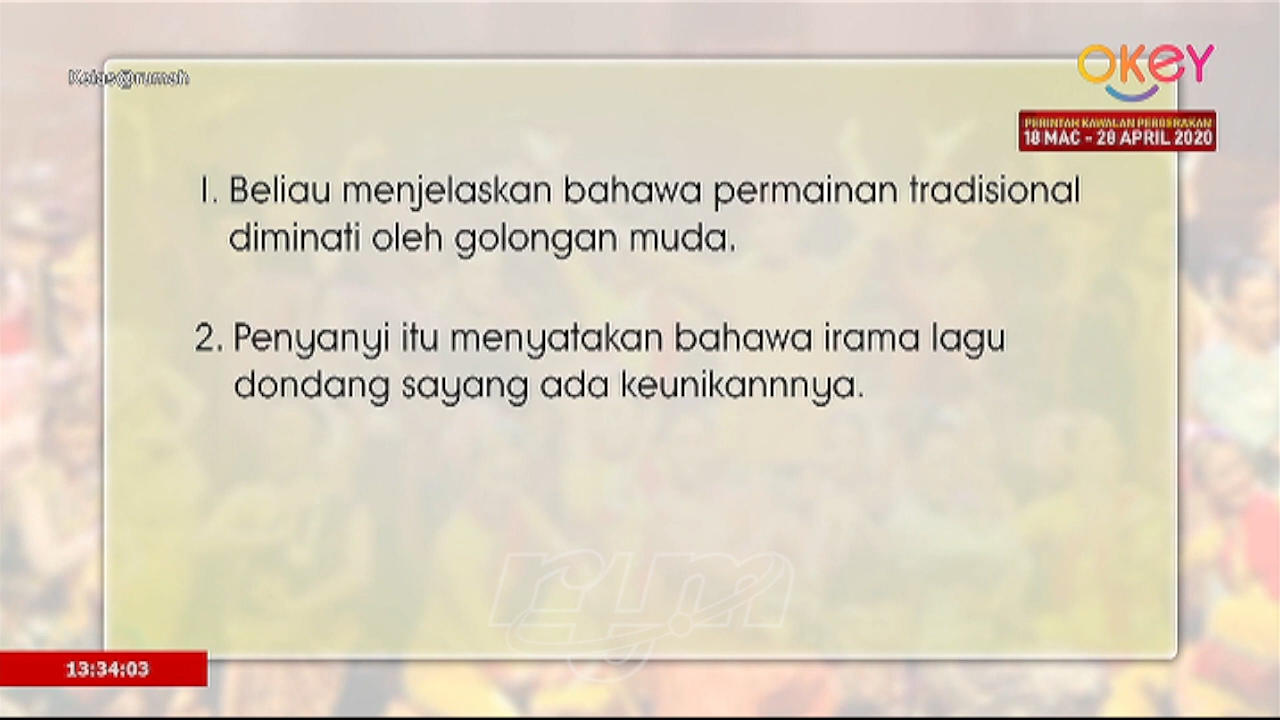 OKeY
Kelas@rumah
PERINTAH KAWALAN PERGERAKAN
18 MAC - 28 APRIL 2020
1. Beliau menjelaskan bahawa permainan tradisional
diminati oleh golongan muda.
2. Penyanyi itu menyatakan bahawa irama lagu
dondang sayang ada keunikannnya.
rtm
13:34:03